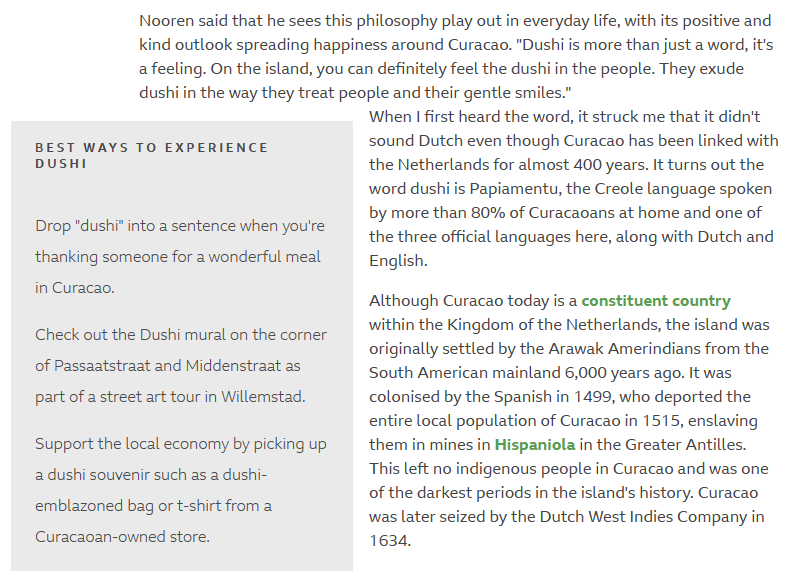 Nooren said that he sees this philosophy play out in everyday life, with its positive and
kind outlook spreading happiness around Curacao. "Dushi is more than just a word, it's
a feeling. On the island, you can definitely feel the dushi in the people. They exude
dushi in the way they treat people and their gentle smiles."
BEST WAYS TO EXPERIENCE
DUSHI
Drop "dushi" into a sentence when you're
thanking someone for a wonderful meal
in Curacao.
Check out the Dushi mural on the corner
of Passaatstraat and Middenstraat as
part of a street art tour in Willemstad.
Support the local economy by picking up
a dushi souvenir such as a dushi-
emblazoned bag or t-shirt from a
Curacaoan-owned store.
When I first heard the word, it struck me that it didn't
sound Dutch even though Curacao has been linked with
the Netherlands for almost 400 years. It turns out the
word dushi is Papiamentu, the Creole language spoken
by more than 80% of Curacaoans at home and one of
the three official languages here, along with Dutch and
English.
Although Curacao today is a constituent country
within the Kingdom of the Netherlands, the island was
originally settled by the Arawak Amerindians from the
South American mainland 6,000 years ago. It was
colonised by the Spanish in 1499, who deported the
entire local population of Curacao in 1515, enslaving
them in mines in Hispaniola in the Greater Antilles.
This left no indigenous people in Curacao and was one
of the darkest periods in the island's history. Curacao
was later seized by the Dutch West Indies Company in
1634.